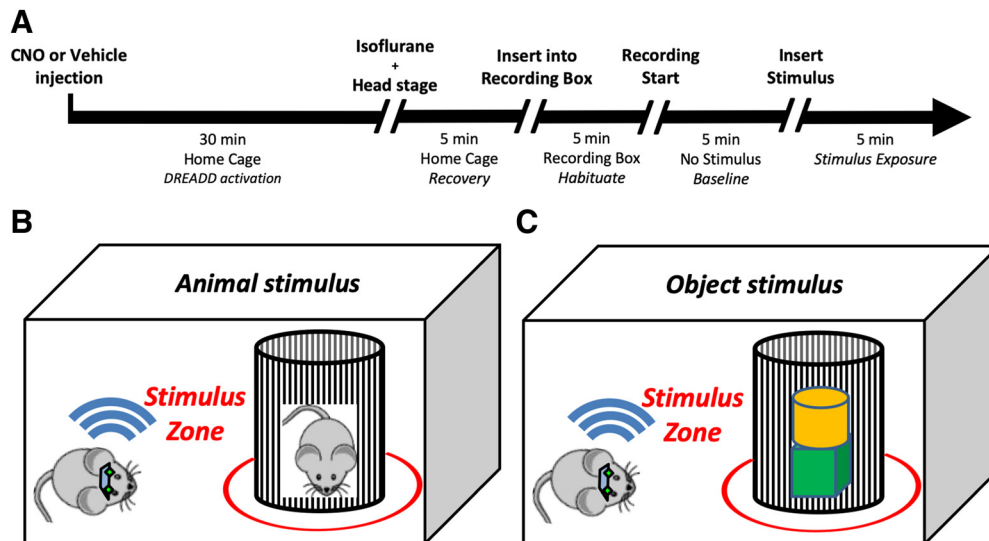 A
CNO or Vehicle
injection
Isoflurane
+
Head stage
Insert into
Recording Box
Recording
Start
Insert
Stimulus
30 min
Home Cage
DREADD activation
5 min
Home Cage
Recovery
5 min
Recording Box
Habituate
5 min
No Stimulus
Baseline
5 min
Stimulus Exposure
B
Animal stimulus
Stimulus
Zone
C
Object stimulus
Stimulus
Zone